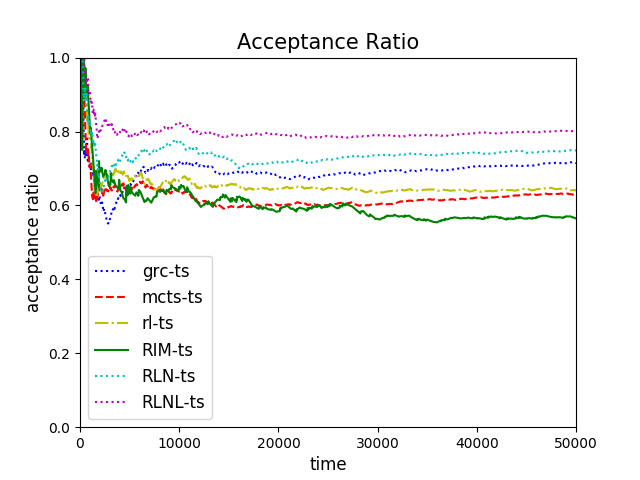 Acceptance Ratio
acceptance ratio
1.0
0.8
0.6
0.4
0.2
0.0
grc-ts
mcts-ts
rl-ts
RIM-ts
RLN-ts
RLNL-ts
0 10000 20000 30000 40000 50000
time